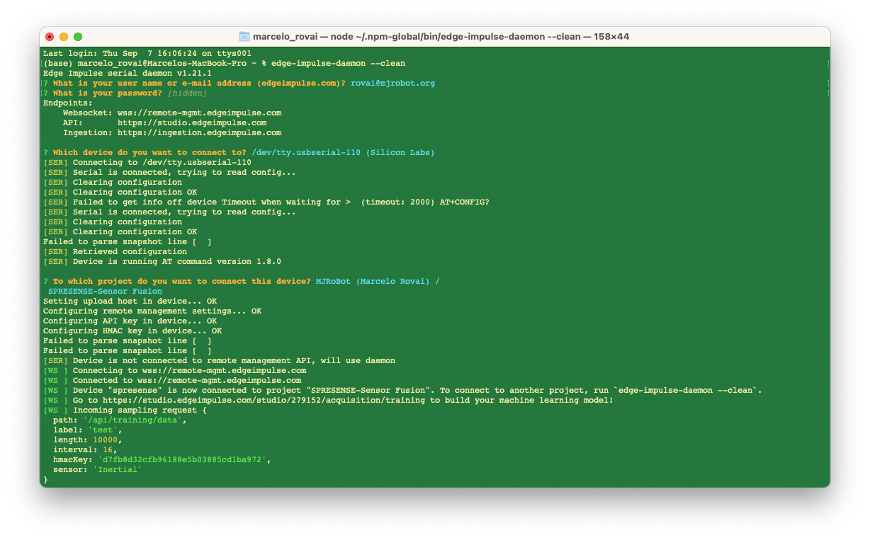 marcelo_rovai — node ~/.npm-global/bin/edge-impulse-daemon --clean — 158×44
Last login: Thu Sep  7 16:06:24 on ttys001
[(base) marcelo_rovai@Marcelos-MacBook-Pro ~ % edge-impulse-daemon --clean ]
Edge Impulse serial daemon v1.21.1
[? What is your user name or e-mail address (edgeimpulse.com)? rovai@mjrobot.org ]
[? What is your password? [hidden] ]
Endpoints:
    Websocket: wss://remote-mgmt.edgeimpulse.com
    API:       https://studio.edgeimpulse.com
    Ingestion: https://ingestion.edgeimpulse.com
? Which device do you want to connect to? /dev/tty.usbserial-110 (Silicon Labs)
[SER] Connecting to /dev/tty.usbserial-110
[SER] Serial is connected, trying to read config...
[SER] Clearing configuration
[SER] Clearing configuration OK
[SER] Failed to get info off device Timeout when waiting for >  (timeout: 2000) AT+CONFIG?
[SER] Serial is connected, trying to read config...
[SER] Clearing configuration
[SER] Clearing configuration OK
Failed to parse snapshot line [  ]
[SER] Retrieved configuration
[SER] Device is running AT command version 1.8.0
? To which project do you want to connect this device? MJRoBot (Marcelo Rovai) /
 SPRESENSE-Sensor Fusion
Setting upload host in device... OK
Configuring remote management settings... OK
Configuring API key in device... OK
Configuring HMAC key in device... OK
Failed to parse snapshot line [  ]
Failed to parse snapshot line [  ]
[SER] Device is not connected to remote management API, will use daemon
[WS ] Connecting to wss://remote-mgmt.edgeimpulse.com
[WS ] Connected to wss://remote-mgmt.edgeimpulse.com
[WS ] Device "spresense" is now connected to project "SPRESENSE-Sensor Fusion". To connect to another project, run `edge-impulse-daemon --clean`.
[WS ] Go to https://studio.edgeimpulse.com/studio/279152/acquisition/training to build your machine learning model!
[WS ] Incoming sampling request {
  path: '/api/training/data',
  label: 'test',
  length: 10000,
  interval: 16,
  hmacKey: 'd7fb8d32cfb96188e5b03885cd1ba972',
  sensor: 'Inertial'
}